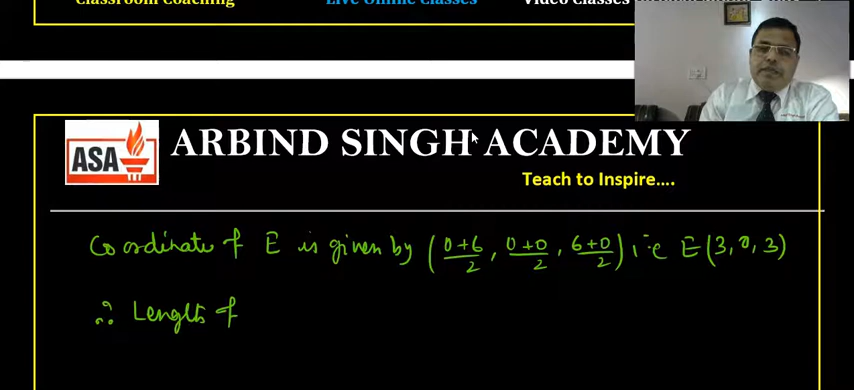 Classroom Coaching Live Online Classes Video Classes
ASA ARBIND SINGH ACADEMY
Teach to Inspire....
Coordinate of E is given by (0+6/2, 0+0/2, 6+0/2) i.e E(3, 0, 3)
∴ Length of